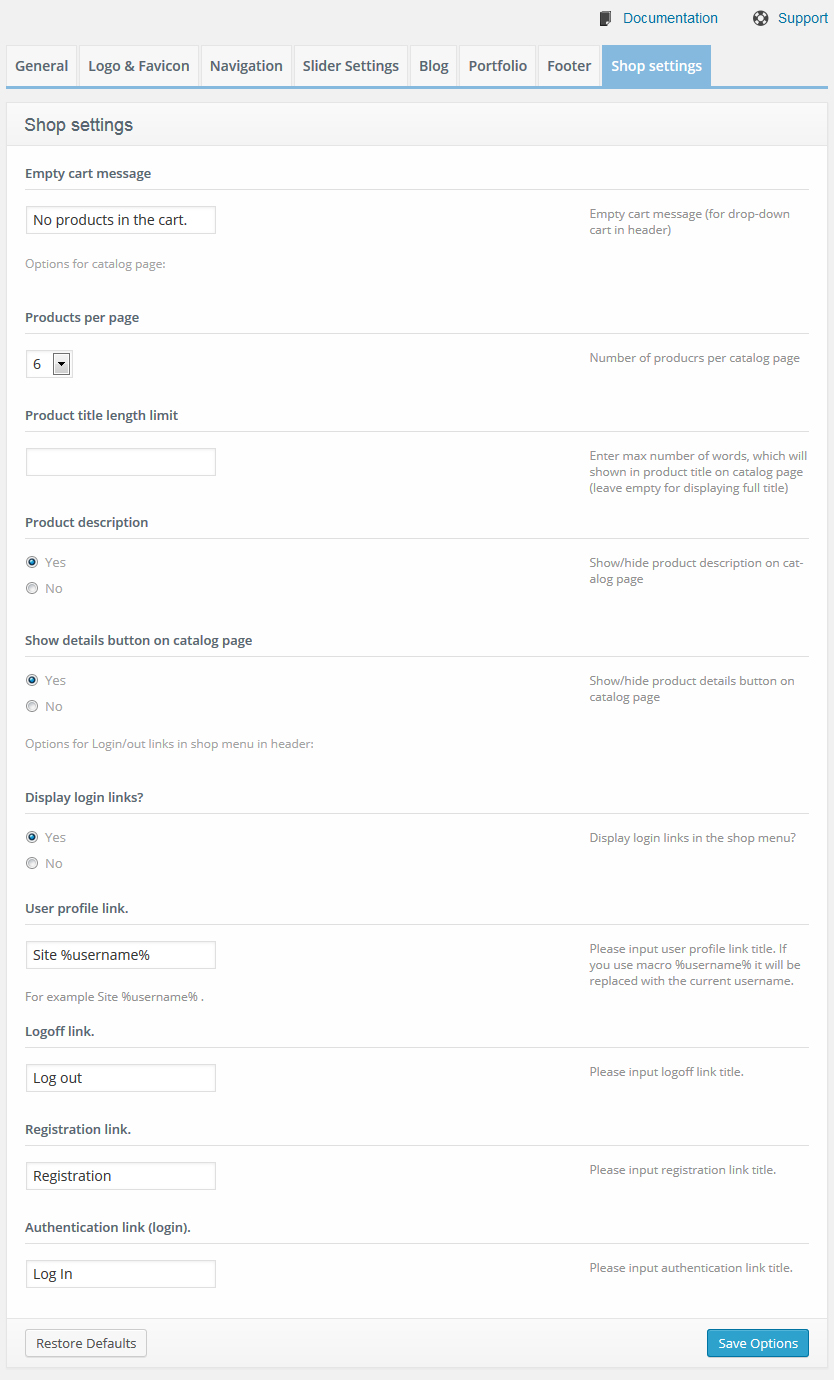 Documentation
Support
General
Logo & Favicon
Navigation
Slider Settings
Blog
Portfolio
Footer
Shop settings
Shop settings
Empty cart message
No products in the cart.
Empty cart message (for drop-down
cart in header)
Options for catalog page:
Products per page
6
Number of producrs per catalog page
Product title length limit
Enter max number of words, which will
shown in product title on catalog page
(leave empty for displaying full title)
Product description
Yes
No
Show/hide product description on cat-
alog page
Show details button on catalog page
Yes
No
Show/hide product details button on
catalog page
Options for Login/out links in shop menu in header:
Display login links?
Yes
No
Display login links in the shop menu?
User profile link.
Site %username%
Please input user profile link title. If
you use macro %username% it will be
replaced with the current username.
For example Site %username% .
Logoff link.
Log out
Please input logoff link title.
Registration link.
Registration
Please input registration link title.
Authentication link (login).
Log In
Please input authentication link title.
Restore Defaults
Save Options